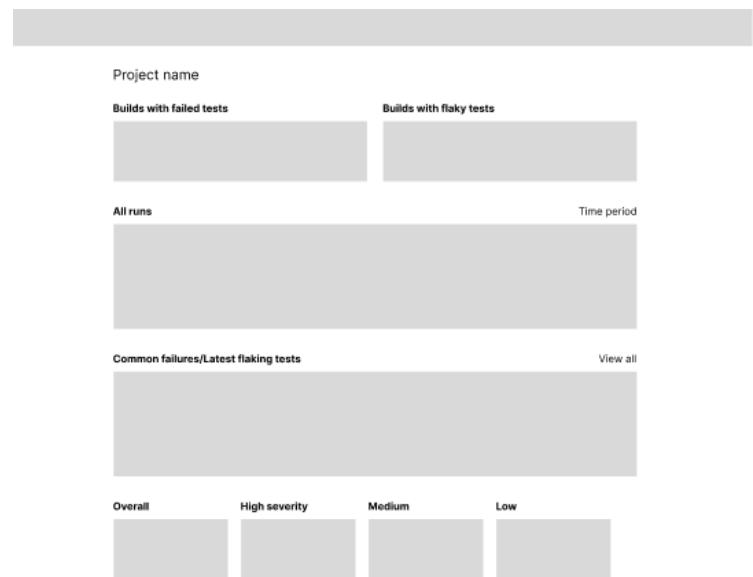 Project name
Builds with failed tests
Builds with flaky tests
All runs
Time period
Common failures/Latest flaking tests
View all
Overall
High severity
Medium
Low